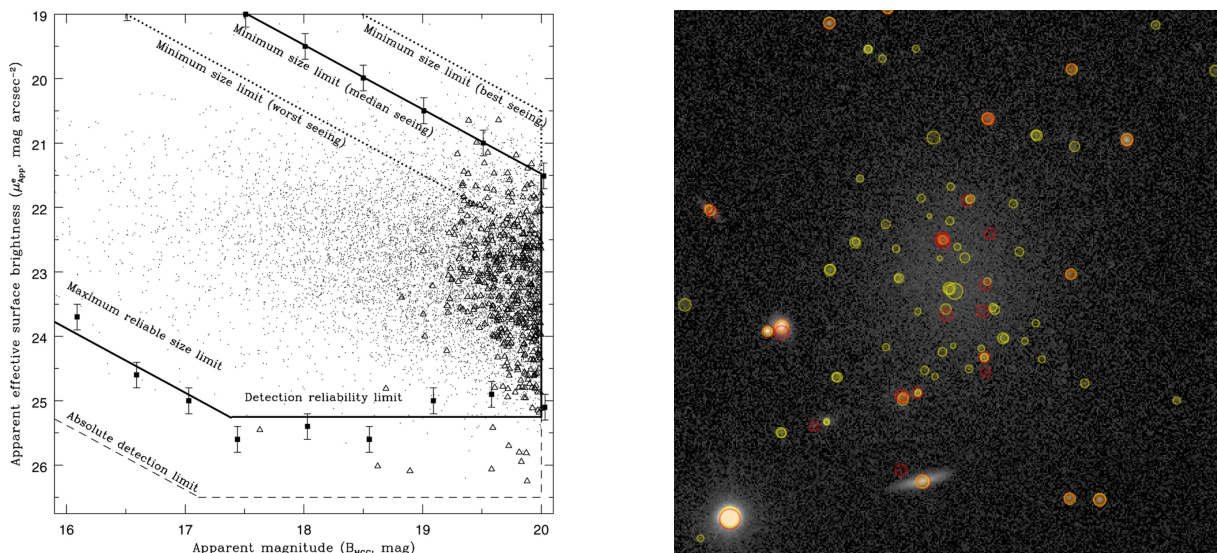 19
20
21
22
23
24
25
26
16
17
18
19
20
Apparent effective surface brightness (μ^e_App, mag arcsec⁻²)
Minimum size limit (worst seeing)
Minimum size limit (median seeing)
Minimum size limit (best seeing)
Maximum reliable size limit
Detection reliability limit
Absolute detection limit
Apparent magnitude (B mag)